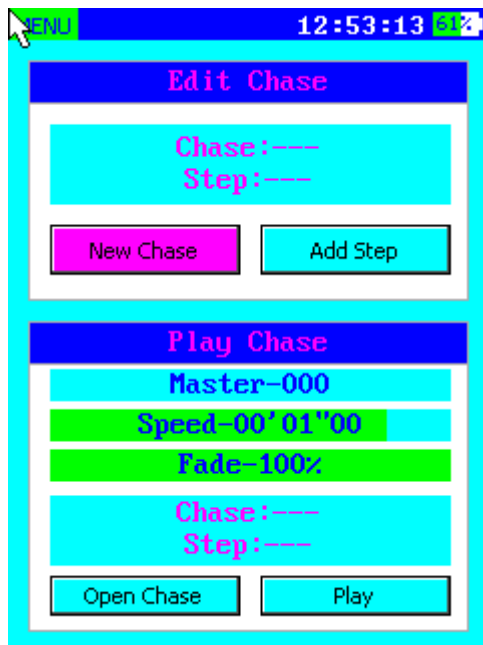 MENU 12:53:13 61%
Edit Chase
Chase:---
Step:---
New Chase Add Step
Play Chase
Master-000
Speed-00'01"00
Fade-100%
Chase:---
Step:---
Open Chase Play